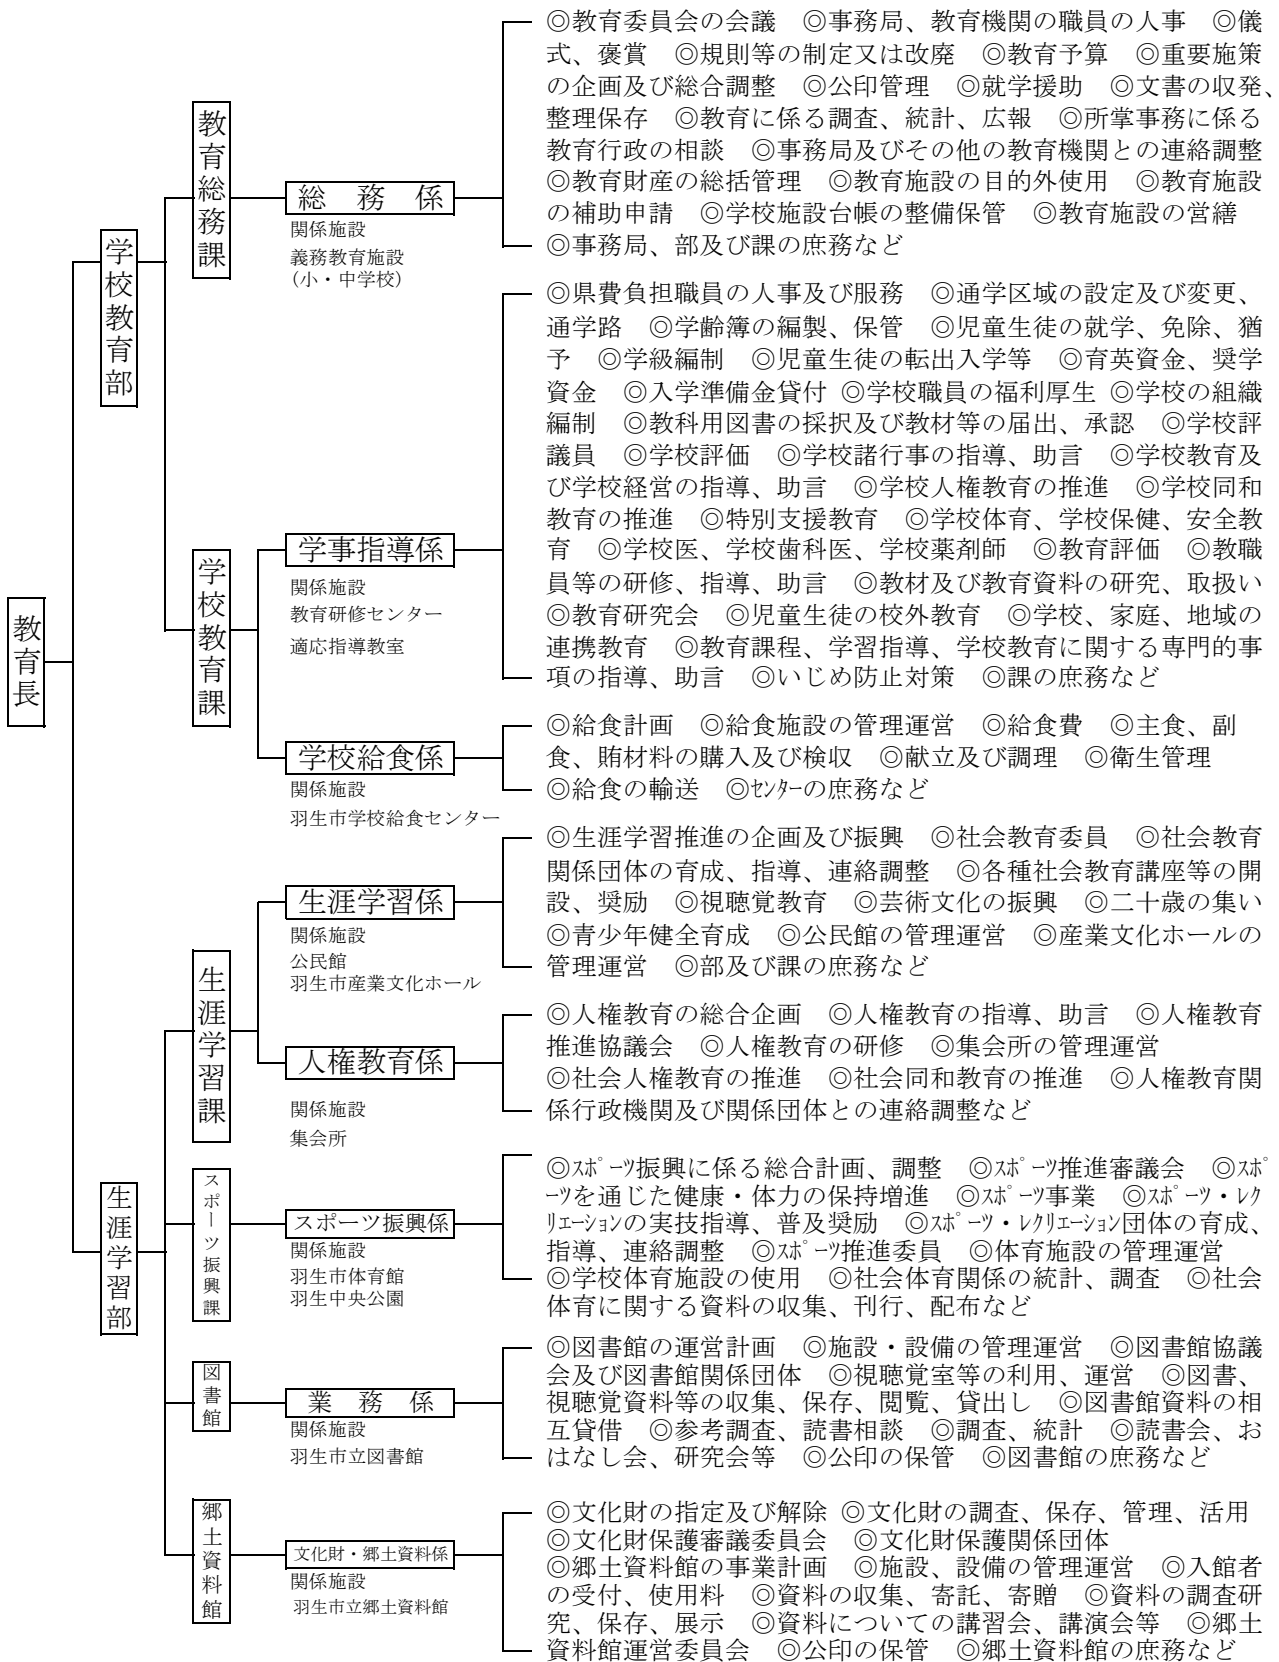 教育長
学校教育部
教育総務課
総　務　係
関係施設
義務教育施設
(小・中学校)
◎教育委員会の会議　◎事務局、教育機関の職員の人事　◎儀
式、褒賞　◎規則等の制定又は改廃　◎教育予算　◎重要施策
の企画及び総合調整　◎公印管理　◎就学援助　◎文書の収発、
整理保存　◎教育に係る調査、統計、広報　◎所掌事務に係る
教育行政の相談　◎事務局及びその他の教育機関との連絡調整
◎教育財産の総括管理　◎教育施設の目的外使用　◎教育施設
の補助申請　◎学校施設台帳の整備保管　◎教育施設の営繕
◎事務局、部及び課の庶務など
学校教育課
学事指導係
関係施設
教育研修センター
適応指導教室
◎県費負担職員の人事及び服務　◎通学区域の設定及び変更、
通学路　◎学齢簿の編製、保管　◎児童生徒の就学、免除、猶
予　◎学級編制　◎児童生徒の転出入学等　◎育英資金、奨学
資金　◎入学準備金貸付 ◎学校職員の福利厚生 ◎学校の組織
編制　◎教科用図書の採択及び教材等の届出、承認　◎学校評
議員　◎学校評価　◎学校諸行事の指導、助言　◎学校教育及
び学校経営の指導、助言　◎学校人権教育の推進　◎学校同和
教育の推進　◎特別支援教育　◎学校体育、学校保健、安全教
育　◎学校医、学校歯科医、学校薬剤師　◎教育評価　◎教職
員等の研修、指導、助言　◎教材及び教育資料の研究、取扱い
◎教育研究会　◎児童生徒の校外教育　◎学校、家庭、地域の
連携教育　◎教育課程、学習指導、学校教育に関する専門的事
項の指導、助言　◎いじめ防止対策　◎課の庶務など
学校給食係
関係施設
羽生市学校給食センター
◎給食計画　◎給食施設の管理運営　◎給食費　◎主食、副
食、賄材料の購入及び検収　◎献立及び調理　◎衛生管理
◎給食の輸送　◎ｾﾝﾀｰの庶務など
生涯学習部
生涯学習課
生涯学習係
関係施設
公民館
羽生市産業文化ホール
◎生涯学習推進の企画及び振興　◎社会教育委員　◎社会教育
関係団体の育成、指導、連絡調整　◎各種社会教育講座等の開
設、奨励　◎視聴覚教育　◎芸術文化の振興　◎二十歳の集い
◎青少年健全育成　◎公民館の管理運営　◎産業文化ホールの
管理運営　◎部及び課の庶務など
人権教育係
関係施設
集会所
◎人権教育の総合企画　◎人権教育の指導、助言　◎人権教育
推進協議会　◎人権教育の研修　◎集会所の管理運営
◎社会人権教育の推進　◎社会同和教育の推進　◎人権教育関
係行政機関及び関係団体との連絡調整など
スポーツ振興課
スポーツ振興係
関係施設
羽生市体育館
羽生中央公園
◎ｽﾎﾟｰﾂ振興に係る総合計画、調整　◎ｽﾎﾟｰﾂ推進審議会　◎ｽﾎﾟ
ｰﾂを通じた健康・体力の保持増進　◎ｽﾎﾟｰﾂ事業　◎ｽﾎﾟｰﾂ・ﾚｸ
ﾘｴｰｼｮﾝの実技指導、普及奨励　◎ｽﾎﾟｰﾂ・ﾚｸﾘｴｰｼｮﾝ団体の育成、
指導、連絡調整　◎ｽﾎﾟｰﾂ推進委員　◎体育施設の管理運営
◎学校体育施設の使用　◎社会体育関係の統計、調査　◎社会
体育に関する資料の収集、刊行、配布など
図書館
業　務　係
関係施設
羽生市立図書館
◎図書館の運営計画　◎施設・設備の管理運営　◎図書館協議
会及び図書館関係団体　◎視聴覚室等の利用、運営　◎図書、
視聴覚資料等の収集、保存、閲覧、貸出し　◎図書館資料の相
互貸借　◎参考調査、読書相談　◎調査、統計　◎読書会、お
はなし会、研究会等　◎公印の保管　◎図書館の庶務など
郷土資料館
文化財・郷土資料係
関係施設
羽生市立郷土資料館
◎文化財の指定及び解除 ◎文化財の調査、保存、管理、活用
◎文化財保護審議委員会　◎文化財保護関係団体
◎郷土資料館の事業計画　◎施設、設備の管理運営　◎入館者
の受付、使用料　◎資料の収集、寄託、寄贈　◎資料の調査研
究、保存、展示　◎資料についての講習会、講演会等　◎郷土
資料館運営委員会　◎公印の保管　◎郷土資料館の庶務など